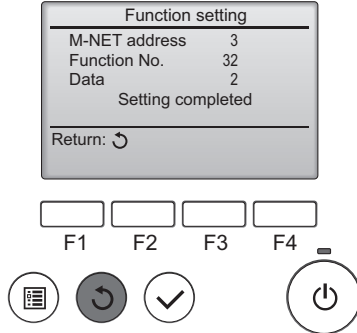 Function setting
M-NET address 3
Function No. 32
Data 2
Setting completed
Return:
F1 F2 F3 F4